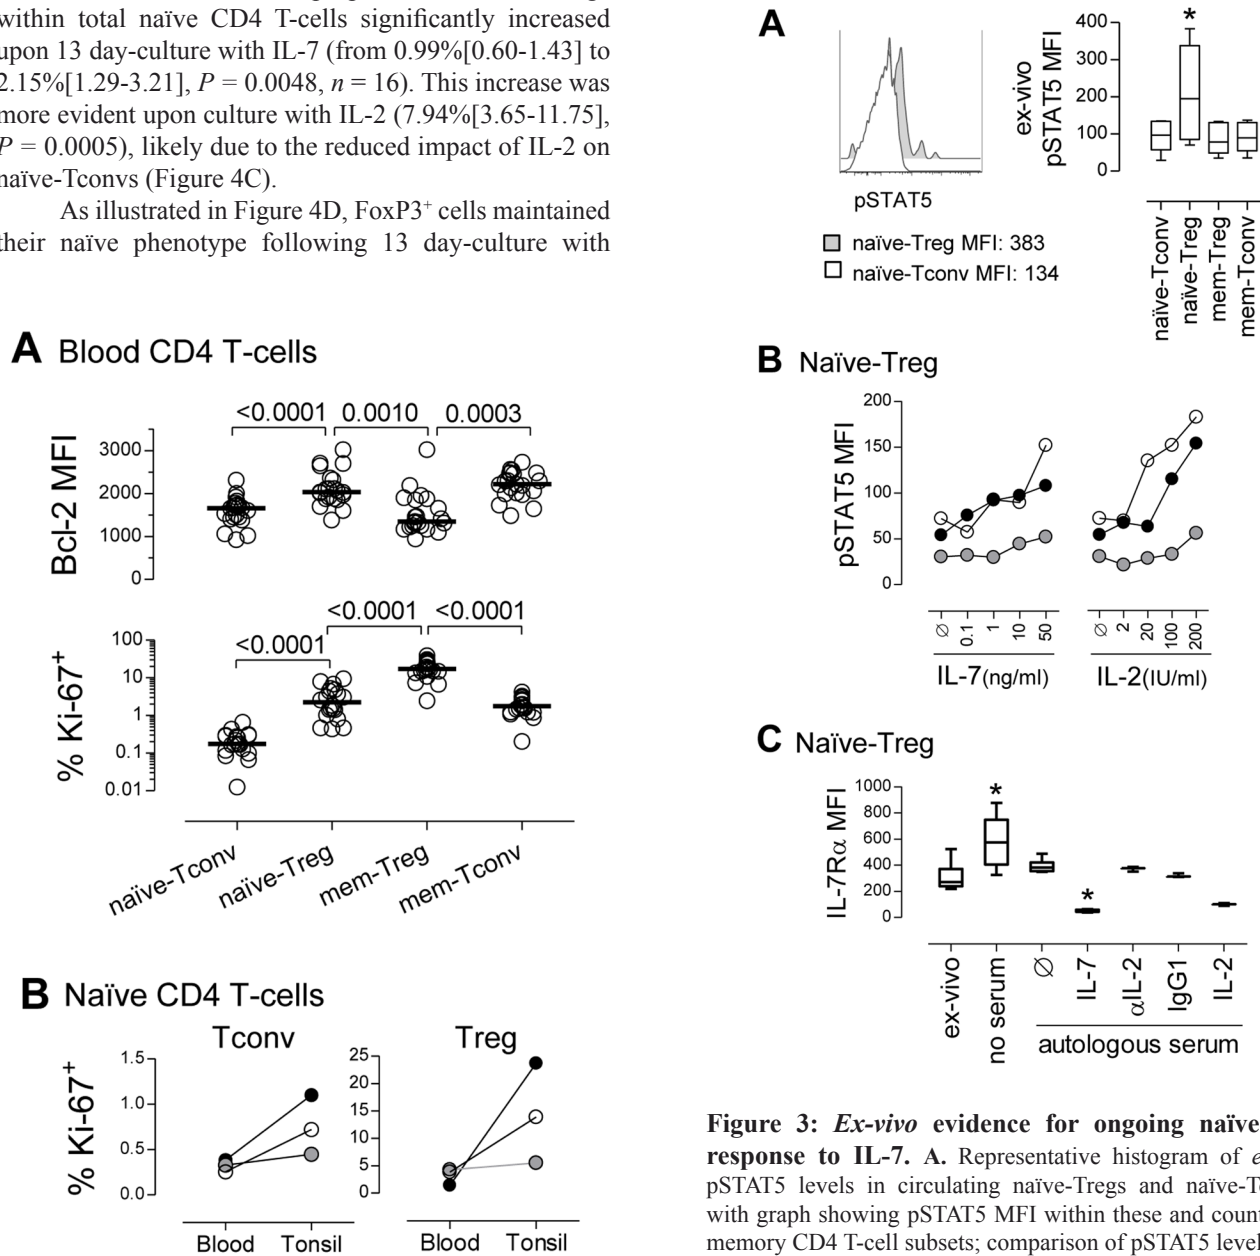 within total naïve CD4 T-cells significantly increased
upon 13 day-culture with IL-7 (from 0.99%[0.60-1.43] to
2.15%[1.29-3.21], P = 0.0048, n = 16). This increase was
more evident upon culture with IL-2 (7.94%[3.65-11.75],
P = 0.0005), likely due to the reduced impact of IL-2 on
naïve-Tconvs (Figure 4C).
As illustrated in Figure 4D, FoxP3⁺ cells maintained
their naïve phenotype following 13 day-culture with
A Blood CD4 T-cells
<0.0001 0.0010 0.0003
Bcl-2 MFI
3000
2000
1000
0
<0.0001 <0.0001
<0.0001
% Ki-67⁺
100
10
1
0.1
0.01
naïve-Tconv
naïve-Treg
mem-Treg
mem-Tconv
B Naïve CD4 T-cells
Tconv
Treg
% Ki-67⁺
1.5
1.0
0.5
0.0
25
20
15
10
5
0
Blood Tonsil
Blood Tonsil
A
pSTAT5
naïve-Treg MFI: 383
naïve-Tconv MFI: 134
ex-vivo
pSTAT5 MFI
400
300
200
100
0
*
naïve-Tconv
naïve-Treg
mem-Treg
mem-Tconv
B Naïve-Treg
pSTAT5 MFI
200
150
100
50
0
∅ 0.1 1 10 50
IL-7(ng/ml)
∅ 2 20 100 200
IL-2(IU/ml)
C Naïve-Treg
IL-7Rα MFI
1000
800
600
400
200
0
*
*
ex-vivo
no serum
∅
IL-7
αIL-2
IgG1
IL-2
autologous serum
Figure 3: Ex-vivo evidence for ongoing naïve
response to IL-7. A. Representative histogram of
pSTAT5 levels in circulating naïve-Tregs and
with graph showing pSTAT5 MFI within these and
memory CD4 T-cell subsets; comparison of pSTAT5